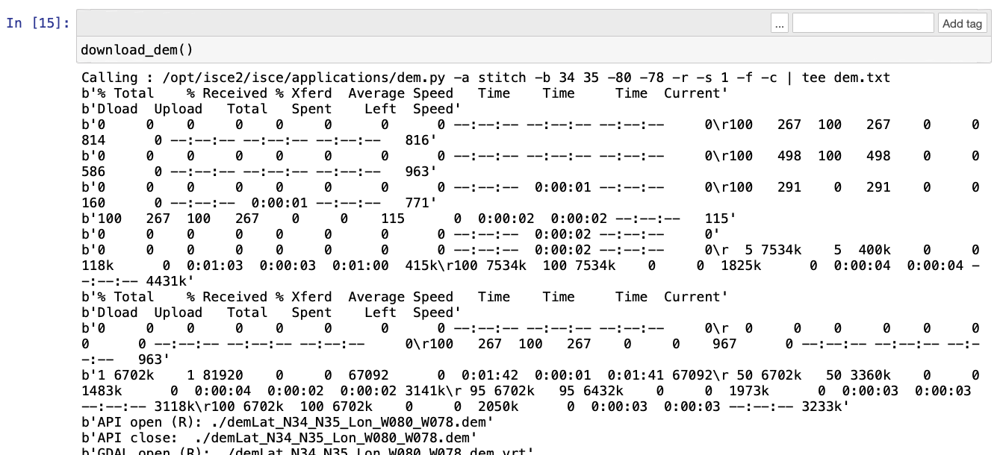 In [15]:
... Add tag
download_dem()
Calling : /opt/isce2/isce/applications/dem.py -a stitch -b 34 35 -80 -78 -r -s 1 -f -c | tee dem.txt
b'% Total    % Received % Xferd  Average Speed   Time    Time     Time  Current'
b'Dload  Upload   Total   Spent    Left  Speed'
b'0     0    0     0    0     0      0      0 --:--:-- --:--:-- --:--:--     0\r100   267  100   267    0     0
814      0 --:--:-- --:--:-- --:--:--   816'
b'0     0    0     0    0     0      0      0 --:--:-- --:--:-- --:--:--     0\r100   498  100   498    0     0
586      0 --:--:-- --:--:-- --:--:--   963'
b'0     0    0     0    0     0      0      0 --:--:--  0:00:01 --:--:--     0\r100   291    0   291    0     0
160      0 --:--:--  0:00:01 --:--:--   771'
b'100   267  100   267    0     0    115      0  0:00:02  0:00:02 --:--:--   115'
b'0     0    0     0    0     0      0      0 --:--:--  0:00:02 --:--:--     0'
b'0     0    0     0    0     0      0      0 --:--:--  0:00:02 --:--:--     0\r  5 7534k    5  400k    0     0
118k      0  0:01:03  0:00:03  0:01:00  415k\r100 7534k  100 7534k    0     0  1825k      0  0:00:04  0:00:04 -
-:--:-- 4431k'
b'% Total    % Received % Xferd  Average Speed   Time    Time     Time  Current'
b'Dload  Upload   Total   Spent    Left  Speed'
b'0     0    0     0    0     0      0      0 --:--:-- --:--:-- --:--:--     0\r  0     0    0     0    0     0
0      0 --:--:-- --:--:-- --:--:--     0\r100   267  100   267    0     0    967      0 --:--:-- --:--:-- --:-
-:--   963'
b'1 6702k    1 81920    0     0  67092      0  0:01:42  0:00:01  0:01:41 67092\r 50 6702k   50 3360k    0     0
1483k      0  0:00:04  0:00:02  0:00:02 3141k\r 95 6702k   95 6432k    0     0  1973k      0  0:00:03  0:00:03
--:--:-- 3118k\r100 6702k  100 6702k    0     0  2050k      0  0:00:03  0:00:03 --:--:-- 3233k'
b'API open (R): ./demLat_N34_N35_Lon_W080_W078.dem'
b'API close:  ./demLat_N34_N35_Lon_W080_W078.dem'
b'GDAL open (R): ./demLat_N34_N35_Lon_W080_W078.dem.vrt'